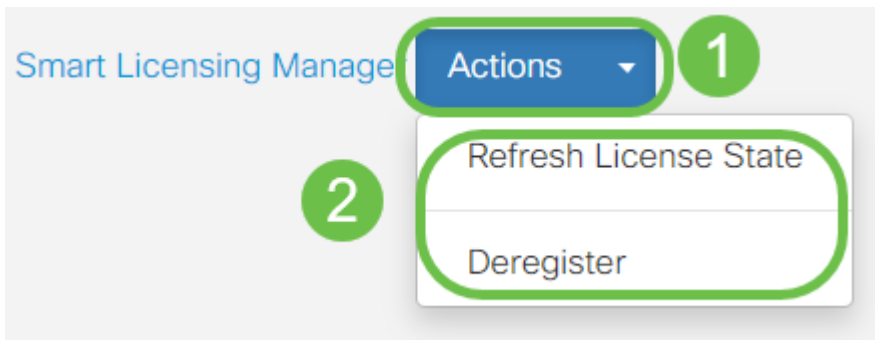 Smart Licensing Manage Actions 1
Refresh License State
2
Deregister